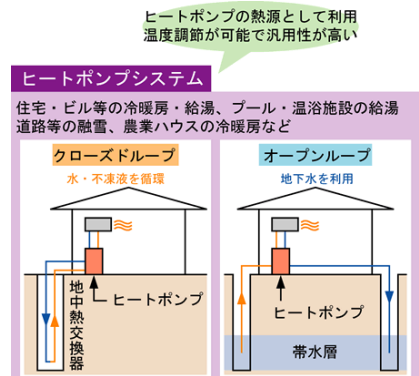 ヒートポンプの熱源として利用
温度調節が可能で汎用性が高い
ヒートポンプシステム
住宅・ビル等の冷暖房・給湯、プール・温浴施設の給湯
道路等の融雪、農業ハウスの冷暖房など
クローズドループ
水・不凍液を循環
地中熱交換器
ヒートポンプ
オープンループ
地下水を利用
ヒートポンプ
帯水層